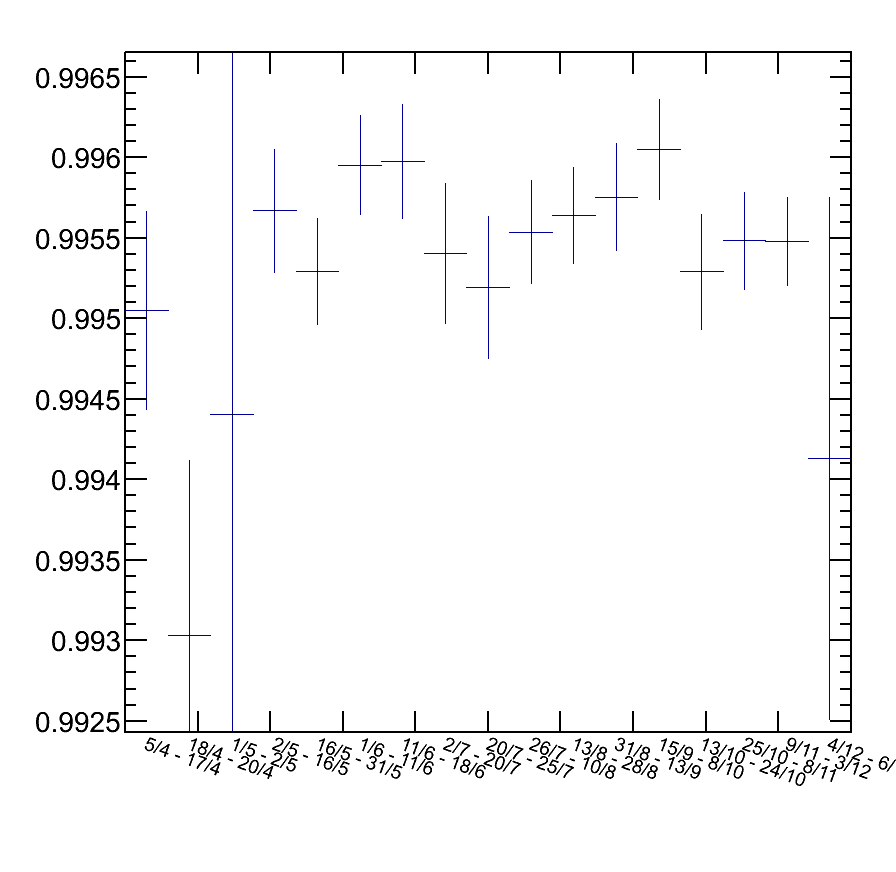 0.9965
0.996
0.9955
0.995
0.9945
0.994
0.9935
0.993
0.9925
5/4 - 17/4
18/4 - 20/4
1/5 - 2/5
2/5 - 16/5
16/5 - 31/5
1/6 - 11/6
11/6 - 18/6
2/7 - 20/7
20/7 - 25/7
26/7 - 10/8
13/8 - 28/8
31/8 - 13/9
15/9 - 8/10
13/10 - 24/10
25/10 - 8/11
9/11 - 3/12
4/12 - 6/